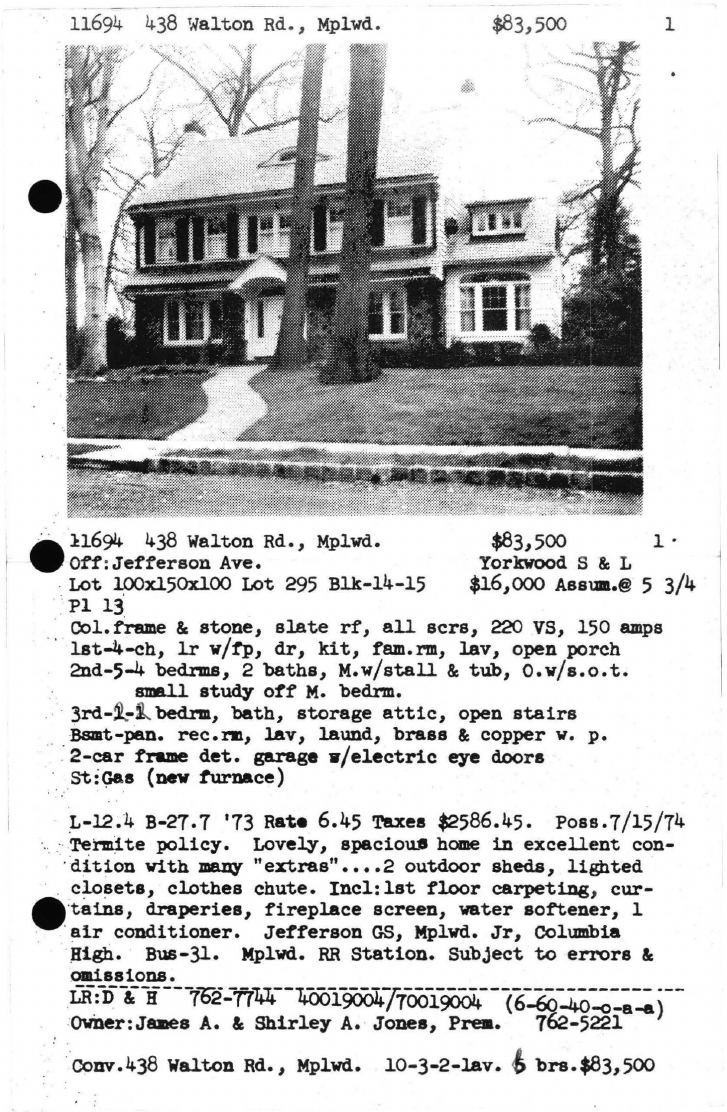 11694 438 Walton Rd., Mplwd. $83,500 1
11694 438 Walton Rd., Mplwd. $83,500 1
Off:Jefferson Ave. Yorkwood S & L
Lot 100x150x100 Lot 295 Blk-14-15 $16,000 Assum.@ 5 3/4
Pl 13
Col.frame & stone, slate rf, all scrs, 220 VS, 150 amps
1st-4-ch, lr w/fp, dr, kit, fam.rm, lav, open porch
2nd-5-4 bedrms, 2 baths, M.w/stall & tub, O.w/s.o.t.
small study off M. bedrm.
3rd-1-1 bedrm, bath, storage attic, open stairs
Bsmt-pan. rec.rm, lav, laund, brass & copper w. p.
2-car frame det. garage w/electric eye doors
St:Gas (new furnace)
L-12.4 B-27.7 '73 Rate 6.45 Taxes $2586.45. Poss.7/15/74
Termite policy. Lovely, spacious home in excellent con-
dition with many "extras"....2 outdoor sheds, lighted
closets, clothes chute. Incl:1st floor carpeting, cur-
tains, draperies, fireplace screen, water softener, 1
air conditioner. Jefferson GS, Mplwd. Jr, Columbia
High. Bus-31. Mplwd. RR Station. Subject to errors &
omissions.
LR:D & H 762-7744 40019004/70019004 (6-60-40-o-a-a)
Owner:James A. & Shirley A. Jones, Prem. 762-5221
Conv.438 Walton Rd., Mplwd. 10-3-2-lav. 5 brs.$83,500